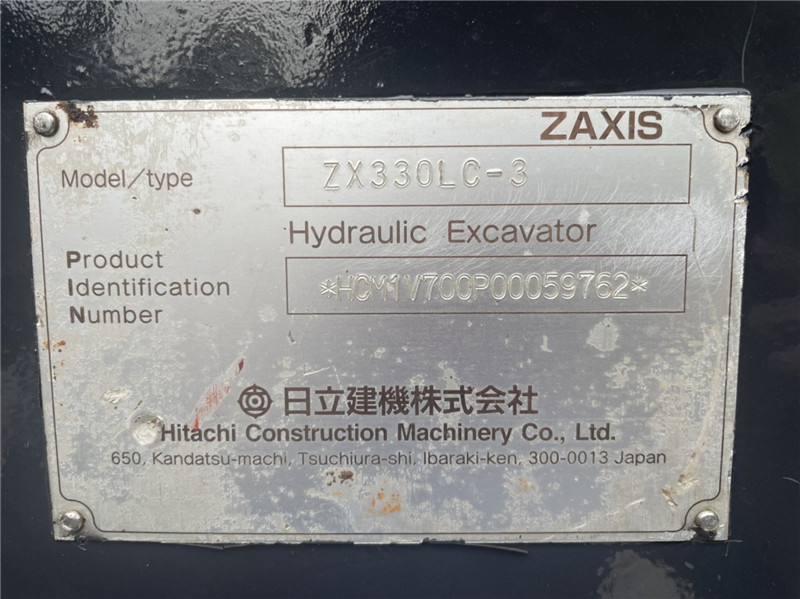 ZAXIS
Model/type ZX330LC-3
Hydraulic Excavator
Product
Identification
Number
*HCM1V700P00059762*
日立建機株式会社
Hitachi Construction Machinery Co., Ltd.
650, Kandatsu-machi, Tsuchiura-shi, Ibaraki-ken, 300-0013 Japan